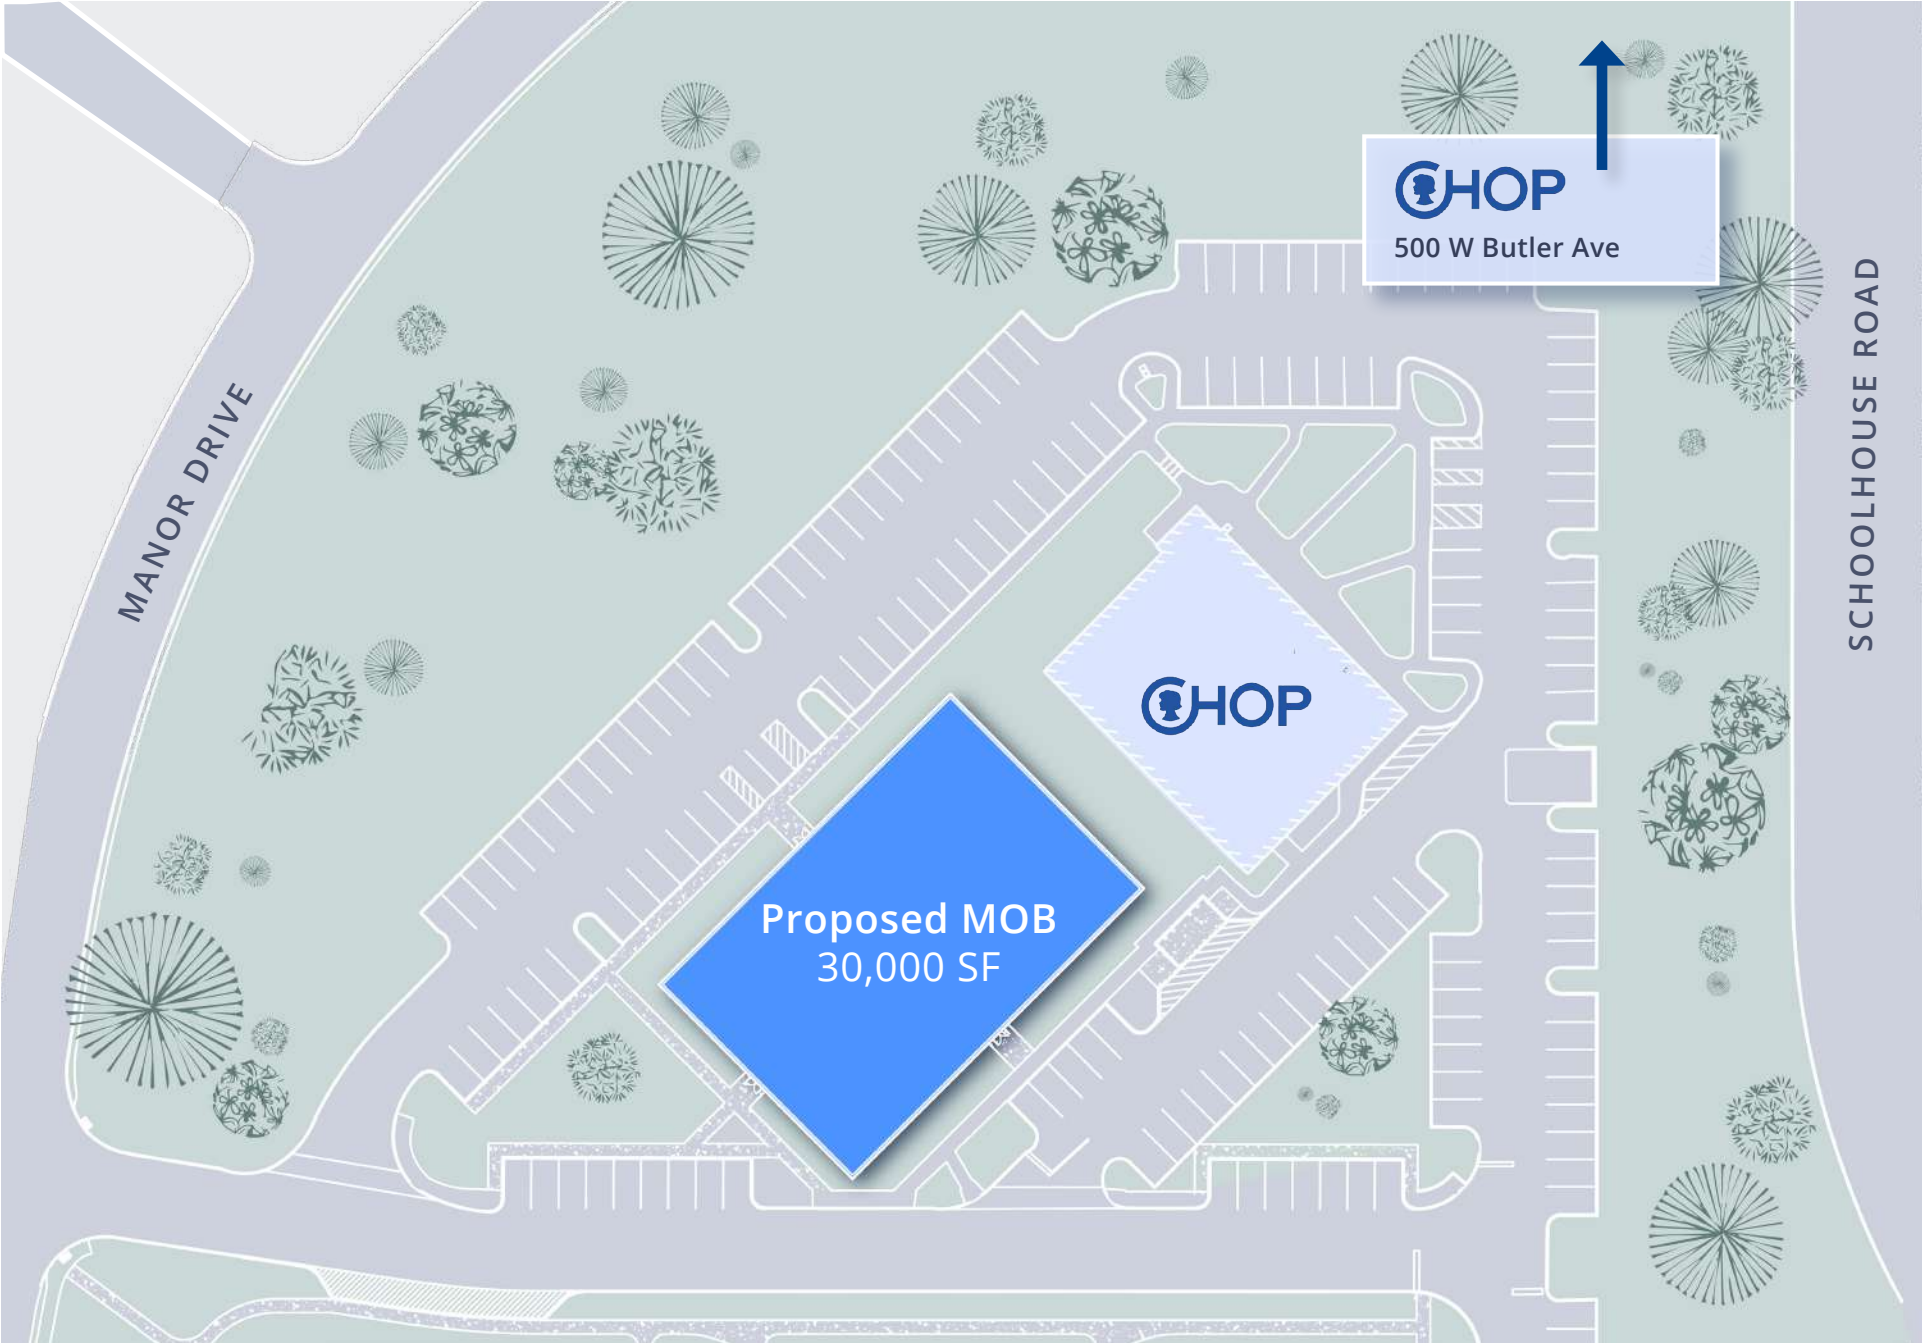 CHOP
500 W Butler Ave
MANOR DRIVE
SCHOOLHOUSE ROAD
CHOP
Proposed MOB
30,000 SF